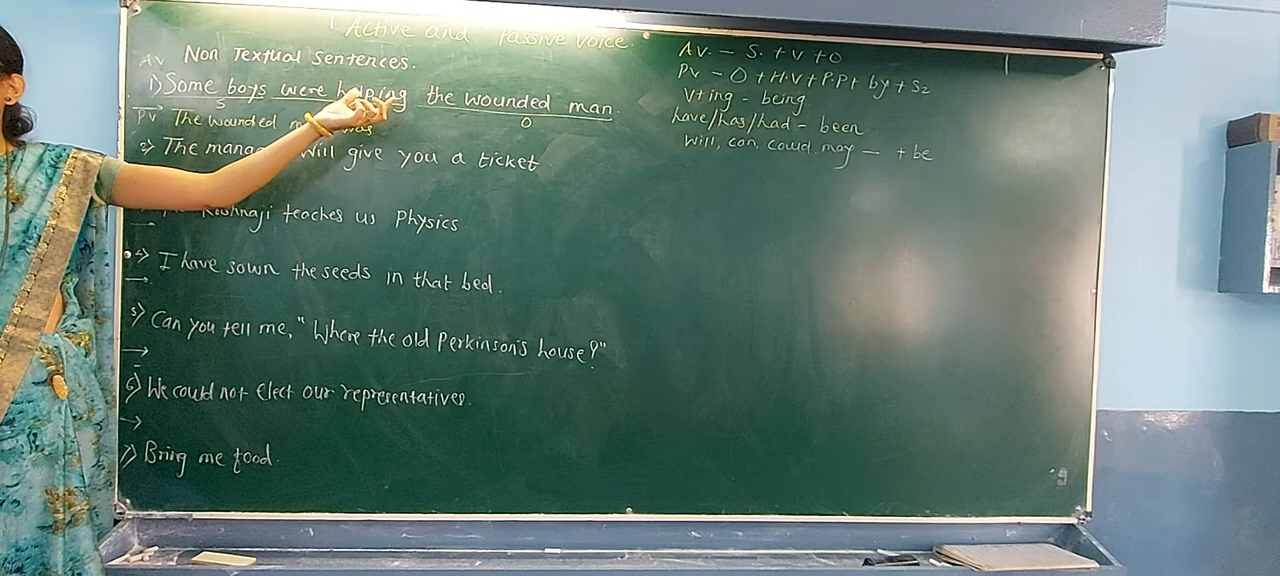 Active and Passive Voice.
Av Non Textual Sentences.
1) Some boys were helping the wounded man.
S O
PV The wounded was
2) The will give you a ticket
teaches us Physics
4) I have sown the seeds in that bed.
5) Can you tell me, "Where the old Perkinson's house?"
6) We could not Elect our representatives.
7) Bring me food.
Av. - S. + V + O
PV - O + H.V + P.P + by + S2
V+ing - being
have/has/had - been
Will, can, could, may — + be